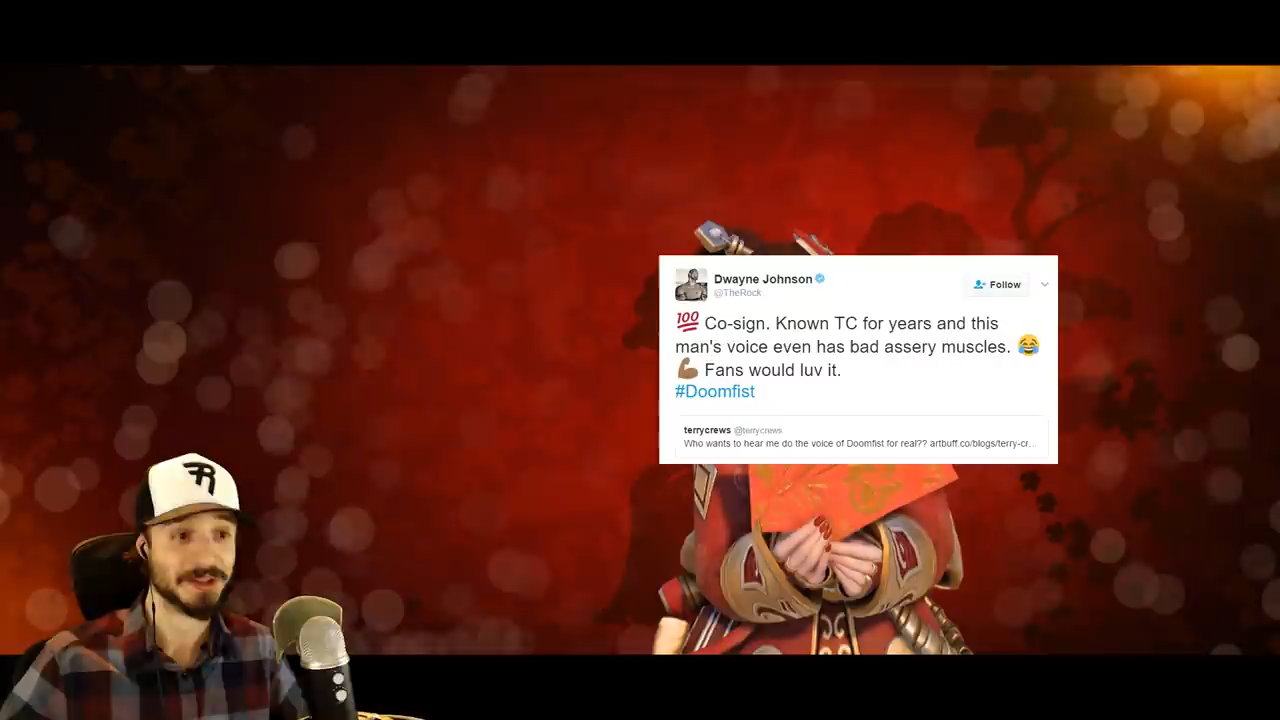 Dwayne Johnson
@TheRock
Follow
💯 Co-sign. Known TC for years and this
man's voice even has bad assery muscles. 😂
💪🏾 Fans would luv it.
#Doomfist
terrycrews @terrycrews
Who wants to hear me do the voice of Doomfist for real?? artbuff.co/blogs/terry-cr...